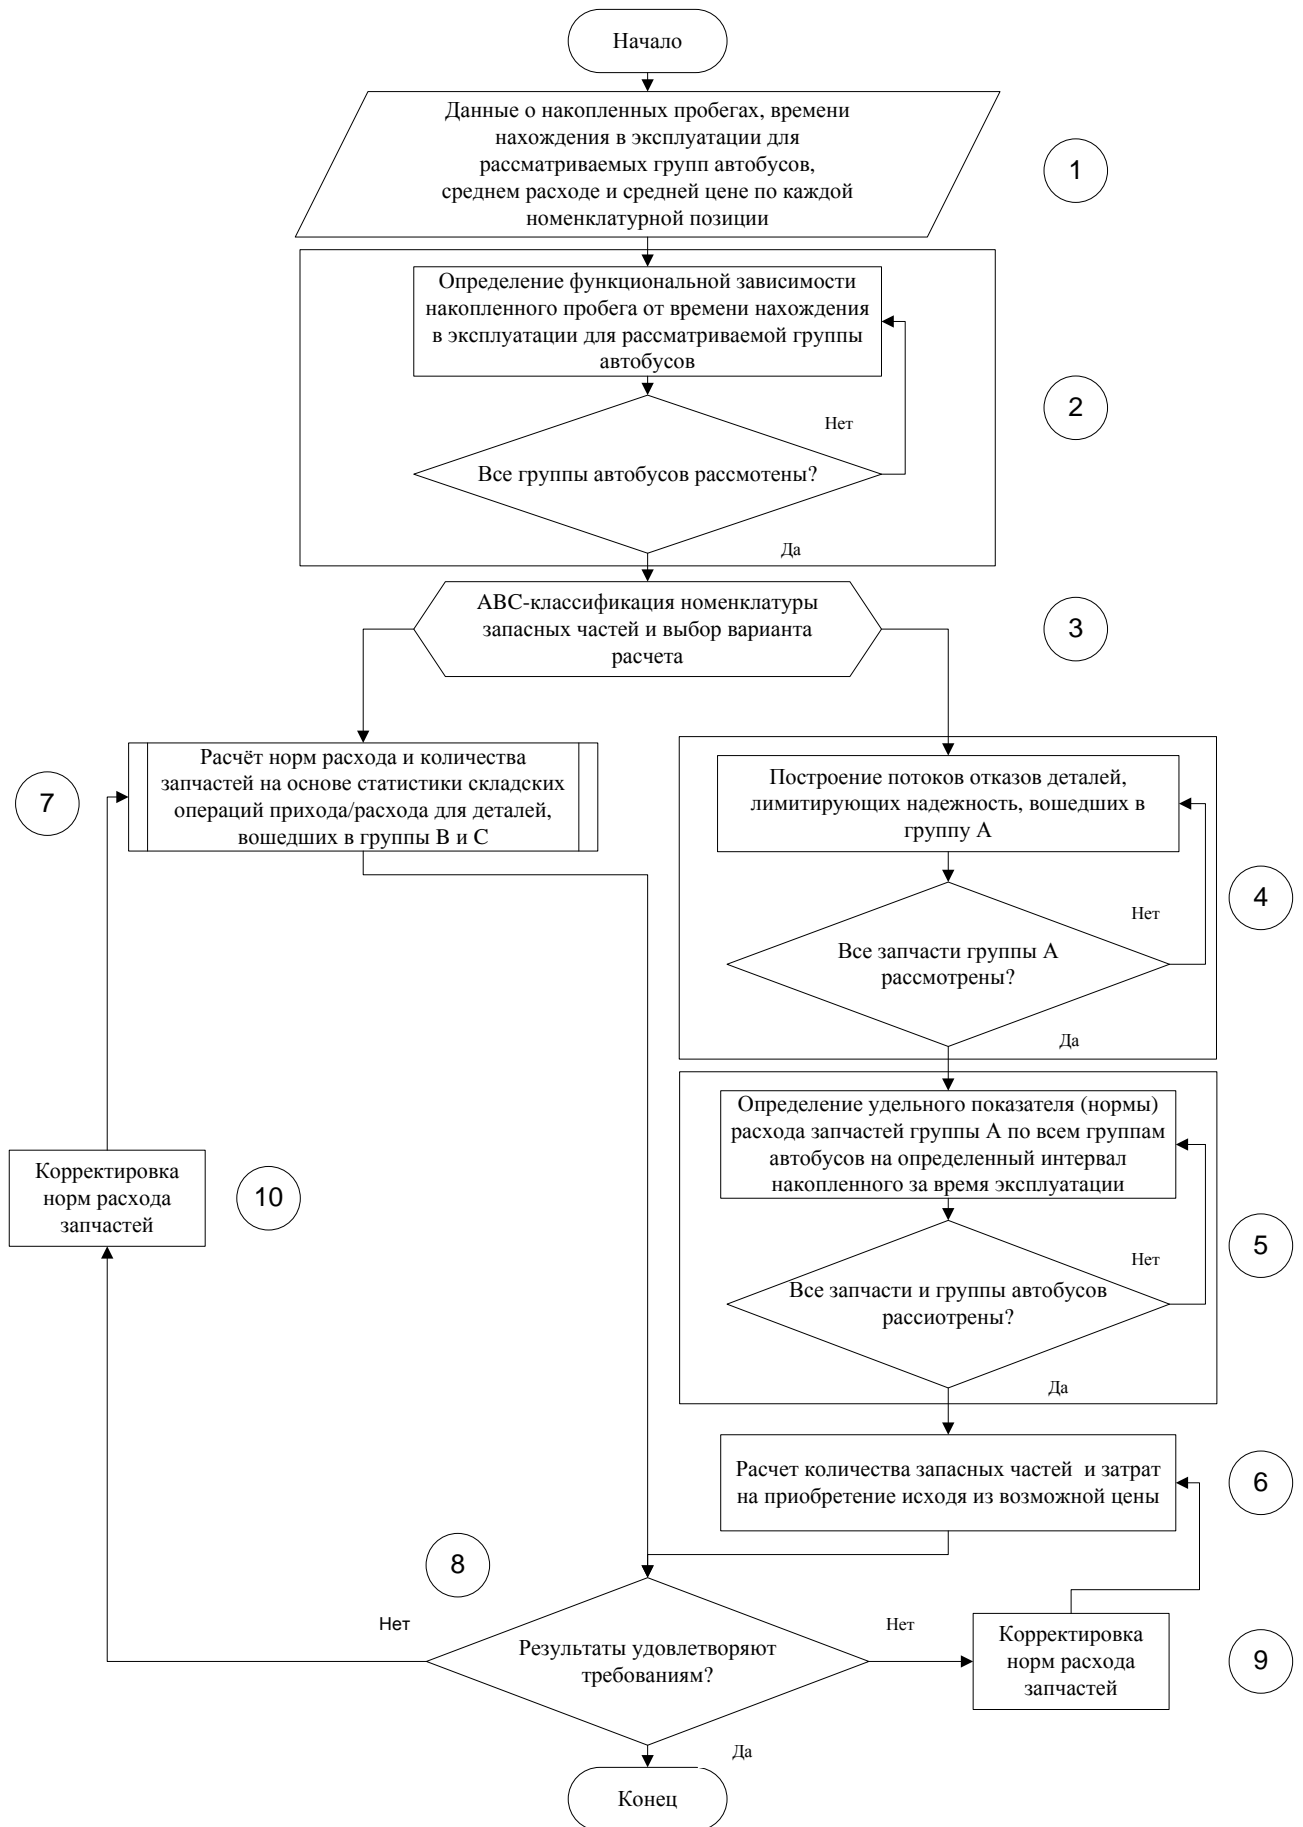 Начало
Данные о накопленных пробегах, времени
нахождения в эксплуатации для
рассматриваемых групп автобусов,
среднем расходе и средней цене по каждой
номенклатурной позиции
1
Определение функциональной зависимости
накопленного пробега от времени нахождения
в эксплуатации для рассматриваемой группы
автобусов
2
Нет
Все группы автобусов рассмотены?
Да
АВС-классификация номенклатуры
запасных частей и выбор варианта
расчета
3
Расчёт норм расхода и количества
запчастей на основе статистики складских
операций прихода/расхода для деталей,
вошедших в группы В и С
7
Построение потоков отказов деталей,
лимитирующих надежность, вошедших в
группу А
4
Нет
Все запчасти группы А
рассмотрены?
Да
Определение удельного показателя (нормы)
расхода запчастей группы А по всем группам
автобусов на определенный интервал
накопленного за время эксплуатации
Корректировка
норм расхода
запчастей
10
5
Нет
Все запчасти и группы автобусов
рассиотрены?
Да
Расчет количества запасных частей и затрат
на приобретение исходя из возможной цены
6
8
Нет
Нет
Результаты удовлетворяют
требованиям?
Корректировка
норм расхода
запчастей
9
Да
Конец